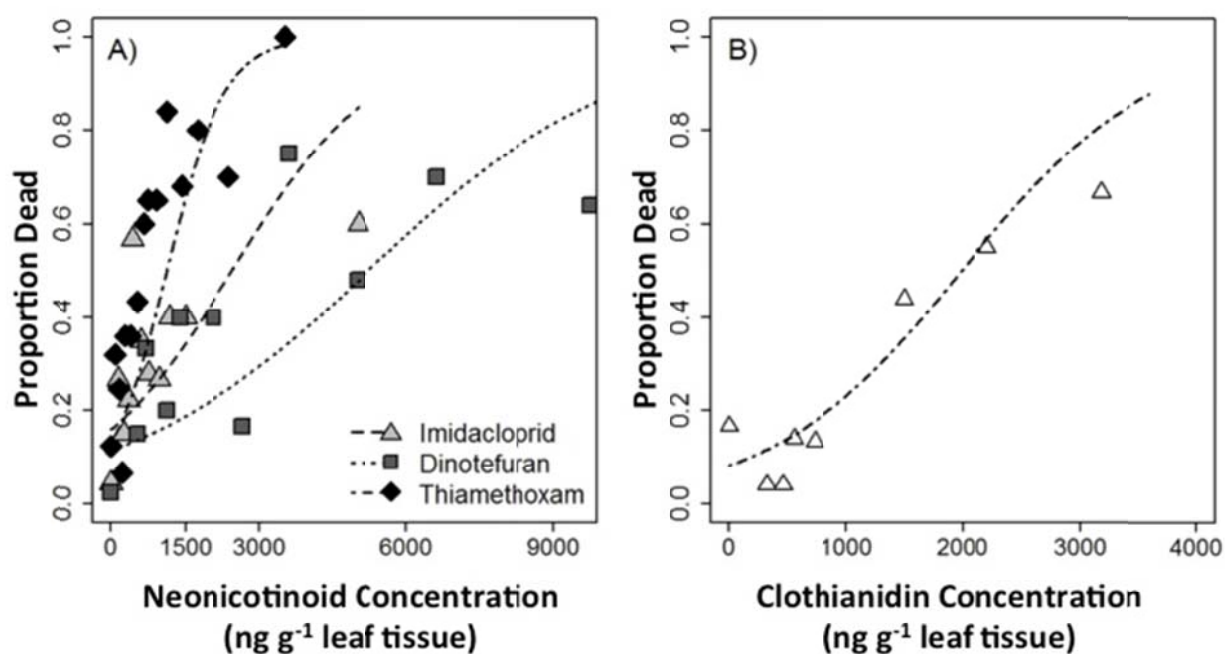 A)
Proportion Dead
1.0
0.8
0.6
0.4
0.2
0.0
Imidacloprid
Dinotefuran
Thiamethoxam
0 1500 3000 6000 9000
Neonicotinoid Concentration
(ng g⁻¹ leaf tissue)
B)
Proportion Dead
1.0
0.8
0.6
0.4
0.2
0.0
0 1000 2000 3000 4000
Clothianidin Concentration
(ng g⁻¹ leaf tissue)